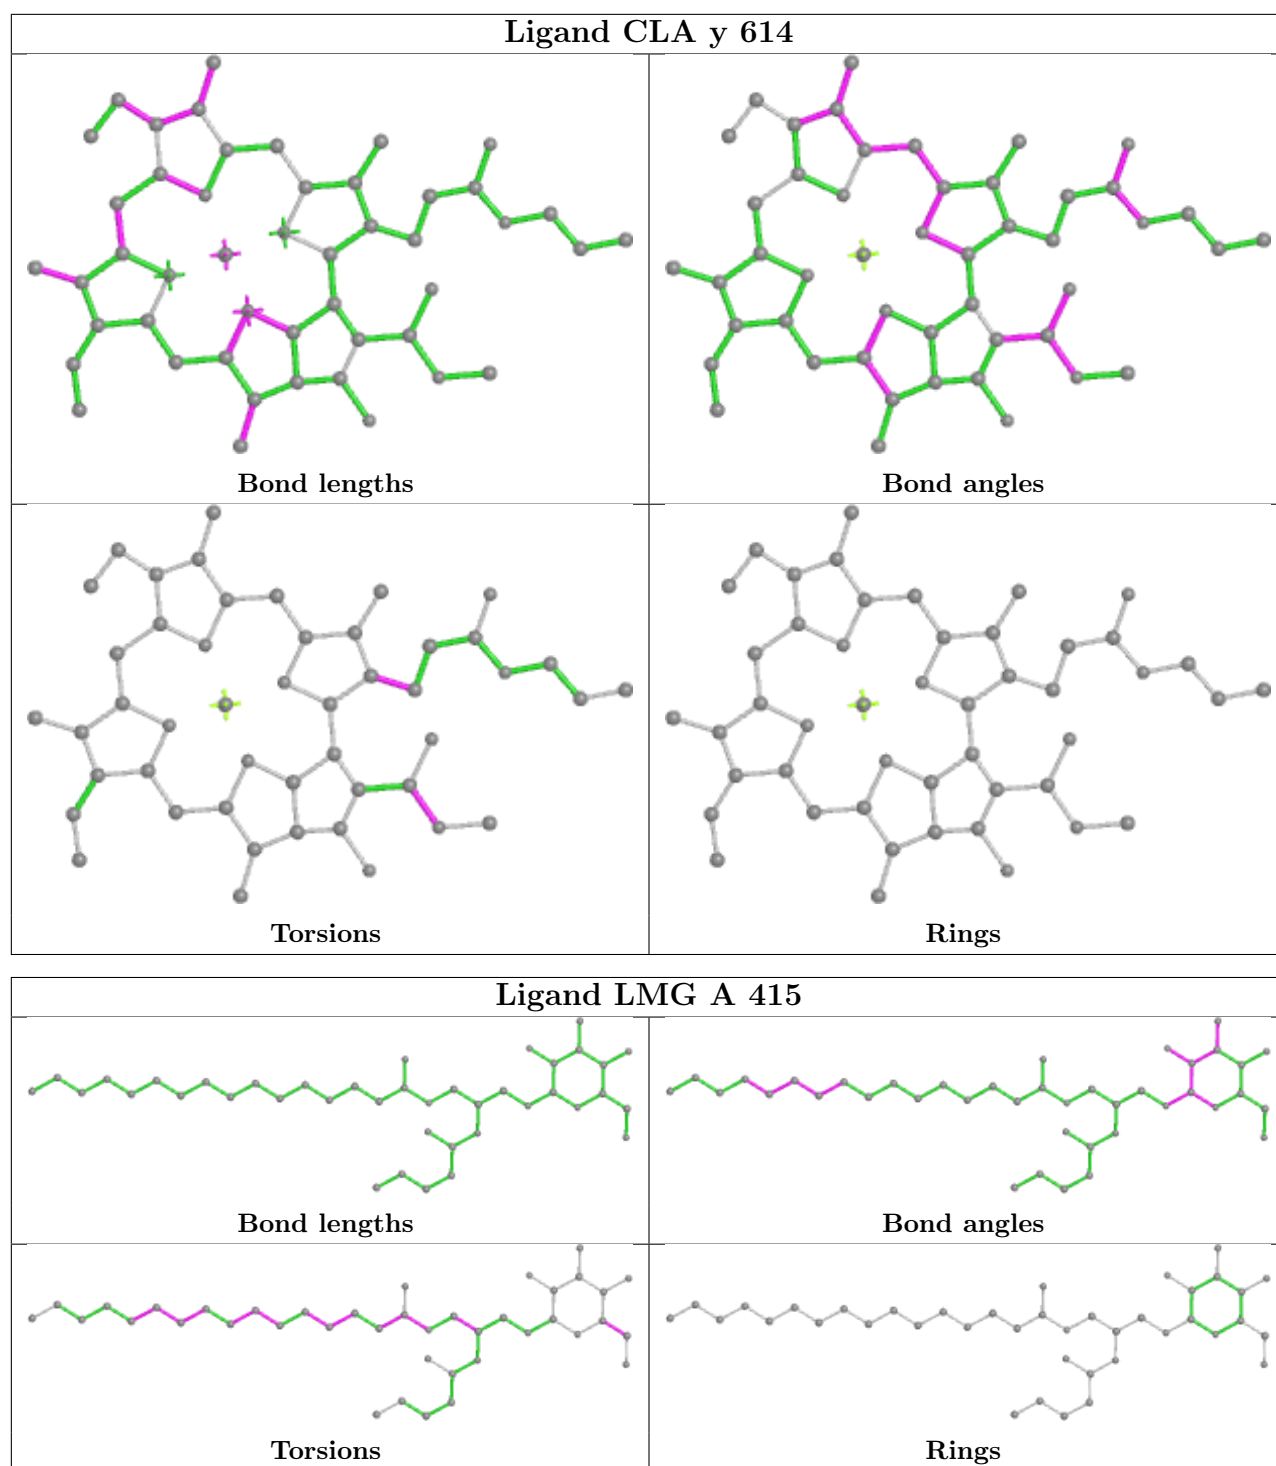 Ligand CLA y 614
Bond lengths
Bond angles
Torsions
Rings
Ligand LMG A 415
Bond lengths
Bond angles
Torsions
Rings